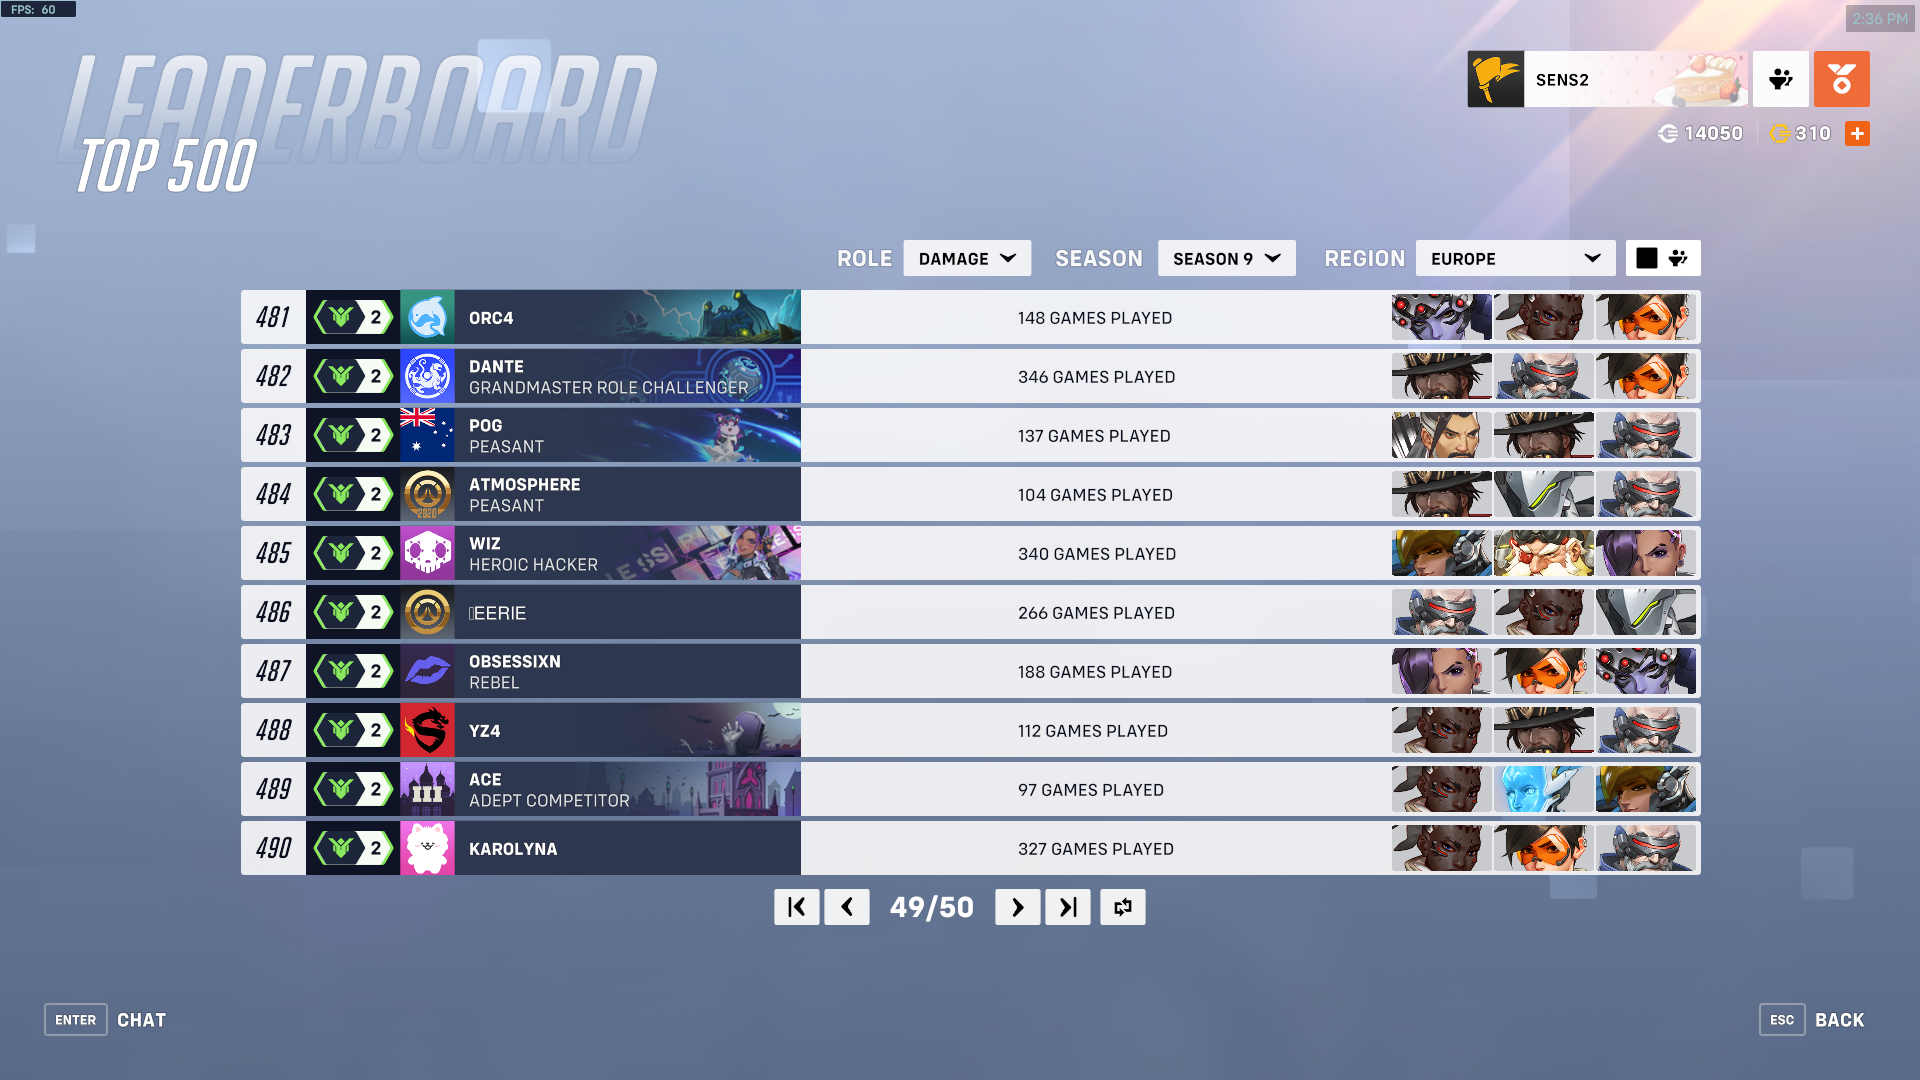 FPS: 60
2:36 PM
LEADERBOARD
TOP 500
SENS2
14050
310
ROLE DAMAGE SEASON SEASON 9 REGION EUROPE
481 2 ORC4 148 GAMES PLAYED
482 2 DANTE 346 GAMES PLAYED
GRANDMASTER ROLE CHALLENGER
483 2 POG 137 GAMES PLAYED
PEASANT
484 2 2020 ATMOSPHERE 104 GAMES PLAYED
PEASANT
485 2 WIZ 340 GAMES PLAYED
HEROIC HACKER
486 2 EERIE 266 GAMES PLAYED
487 2 OBSESSIXN 188 GAMES PLAYED
REBEL
488 2 YZ4 112 GAMES PLAYED
489 2 ACE 97 GAMES PLAYED
ADEPT COMPETITOR
490 2 KAROLYNA 327 GAMES PLAYED
49/50
ENTER CHAT
ESC BACK